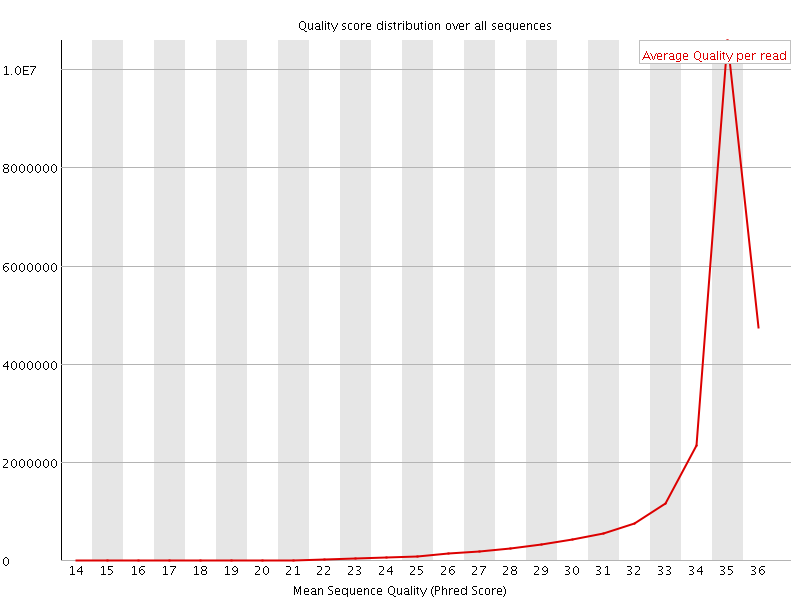 Quality score distribution over all sequences
Average Quality per read
1.0E7
8000000
6000000
4000000
2000000
0
14 15 16 17 18 19 20 21 22 23 24 25 26 27 28 29 30 31 32 33 34 35 36
Mean Sequence Quality (Phred Score)